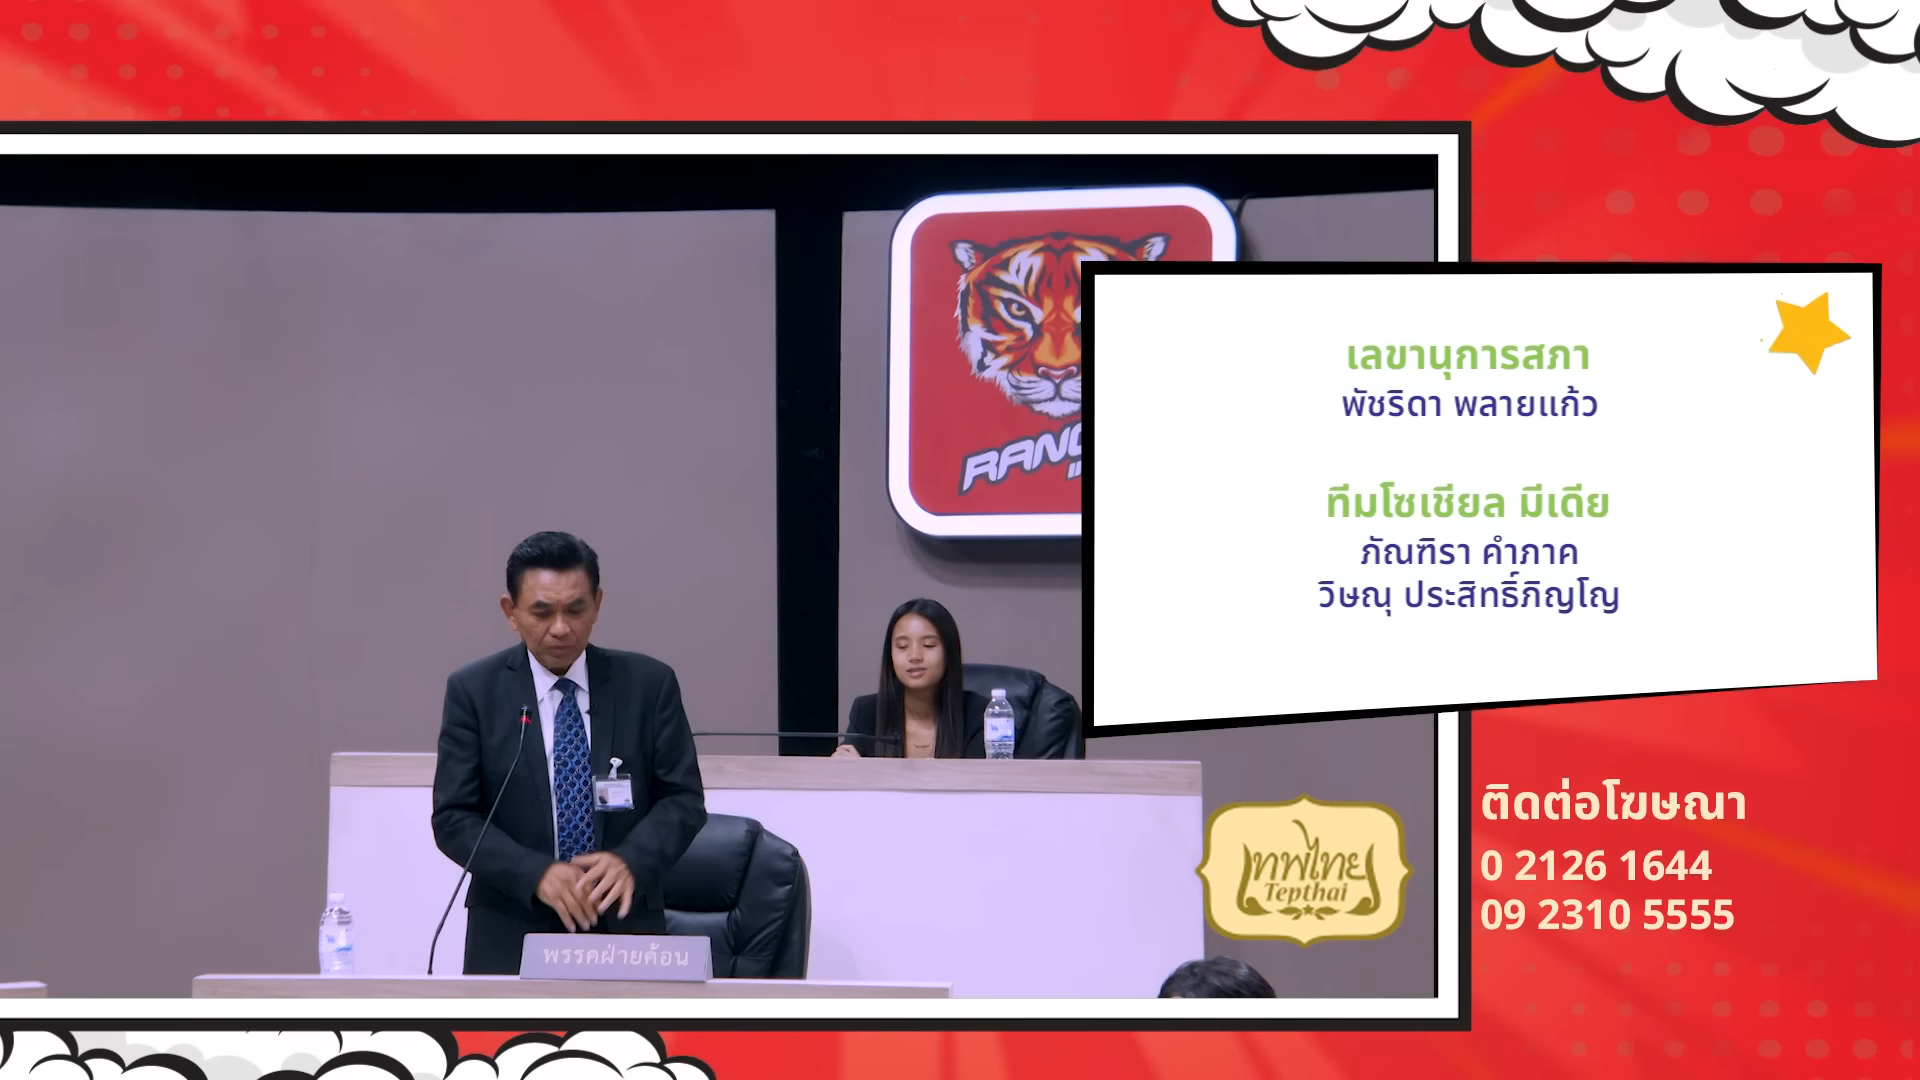 เลขานุการสภา
พัชริดา พลายแก้ว
ทีมโซเชียล มีเดีย
ภัณฑิรา คำภาค
วิษณุ ประสิทธิ์ภิญโญ
เทพไทย
Tepthai
ติดต่อโฆษณา
0 2126 1644
09 2310 5555
พรรคฝ่ายค้อน